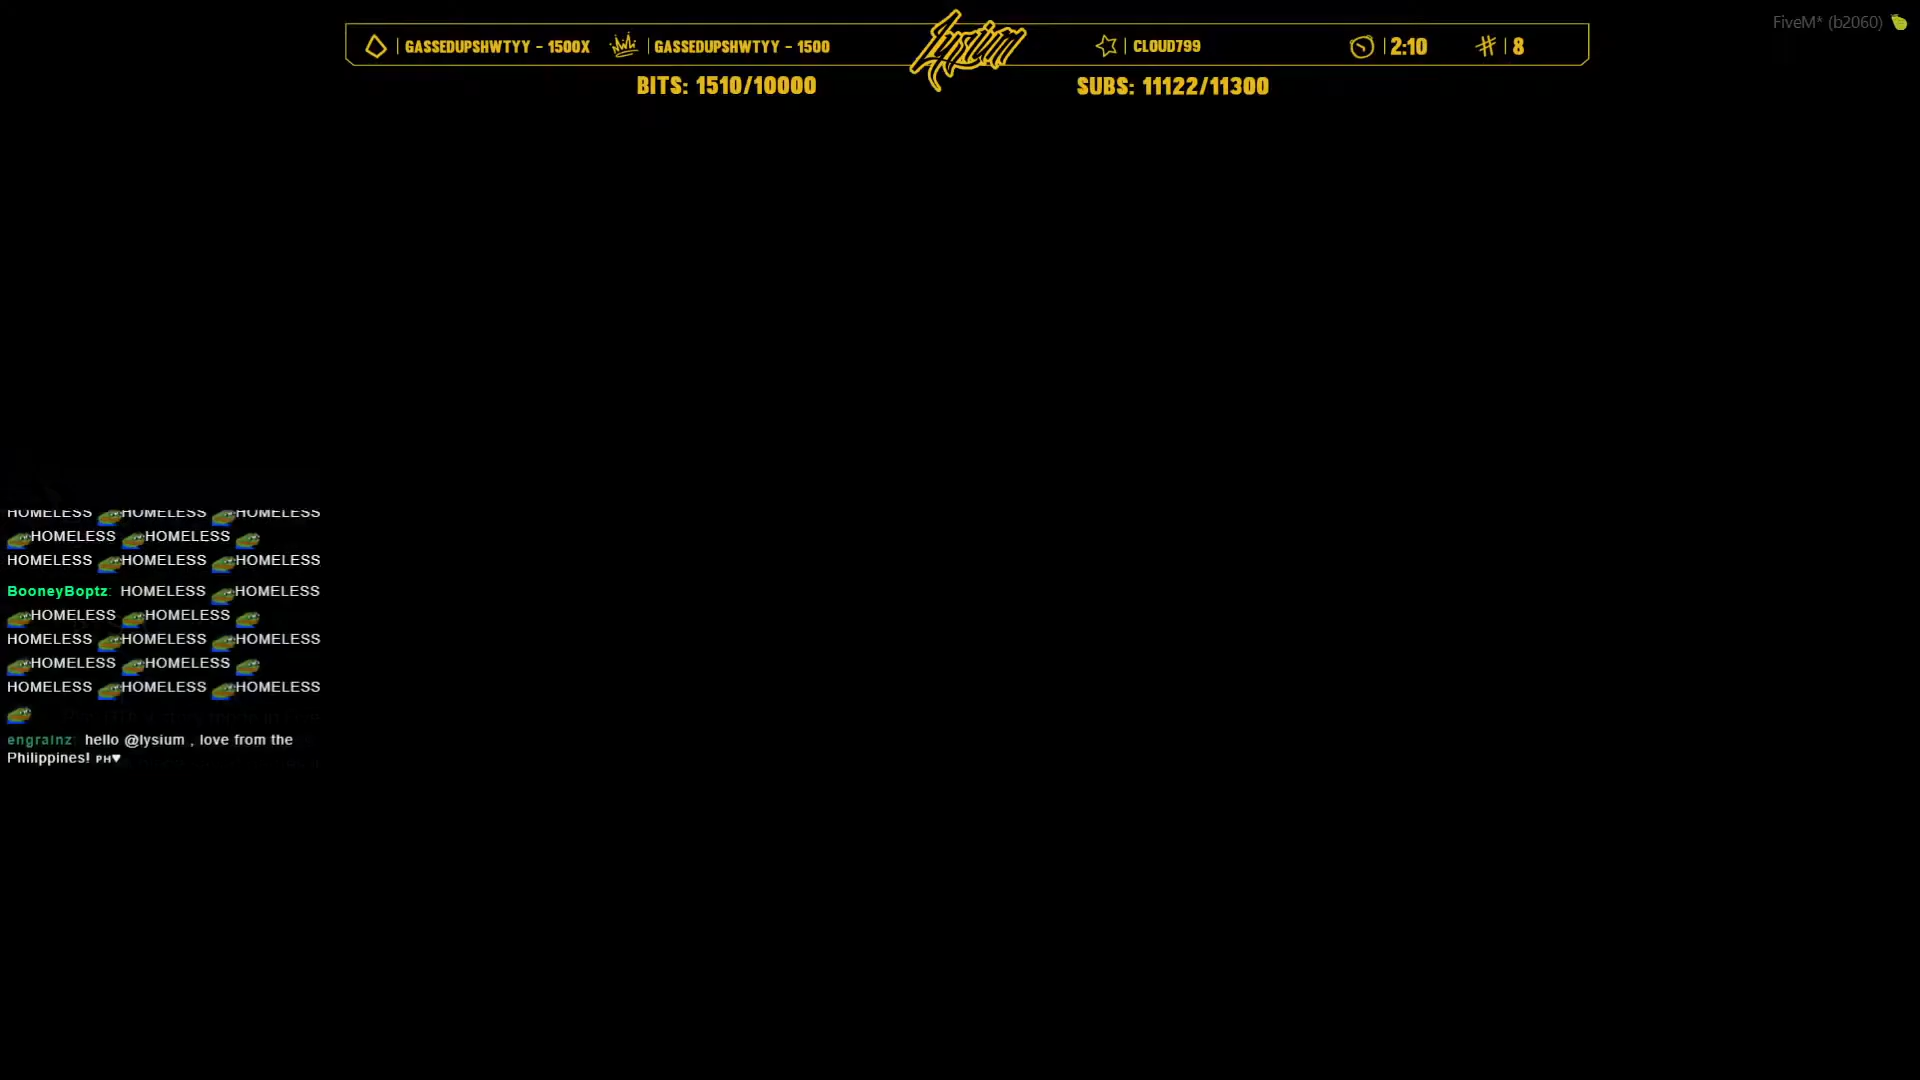 FiveM* (b2060)
GASSEDUPSHWTYY - 1500X
GASSEDUPSHWTYY - 1500
Lysium
CLOUD799
2:10
8
BITS: 1510/10000
SUBS: 11122/11300
HOMELESS HOMELESS HOMELESS
HOMELESS HOMELESS
HOMELESS HOMELESS HOMELESS
BooneyBoptz: HOMELESS HOMELESS
HOMELESS HOMELESS
HOMELESS HOMELESS HOMELESS
HOMELESS HOMELESS
HOMELESS HOMELESS HOMELESS
engrainz: hello @lysium , love from the
Philippines! PH♥